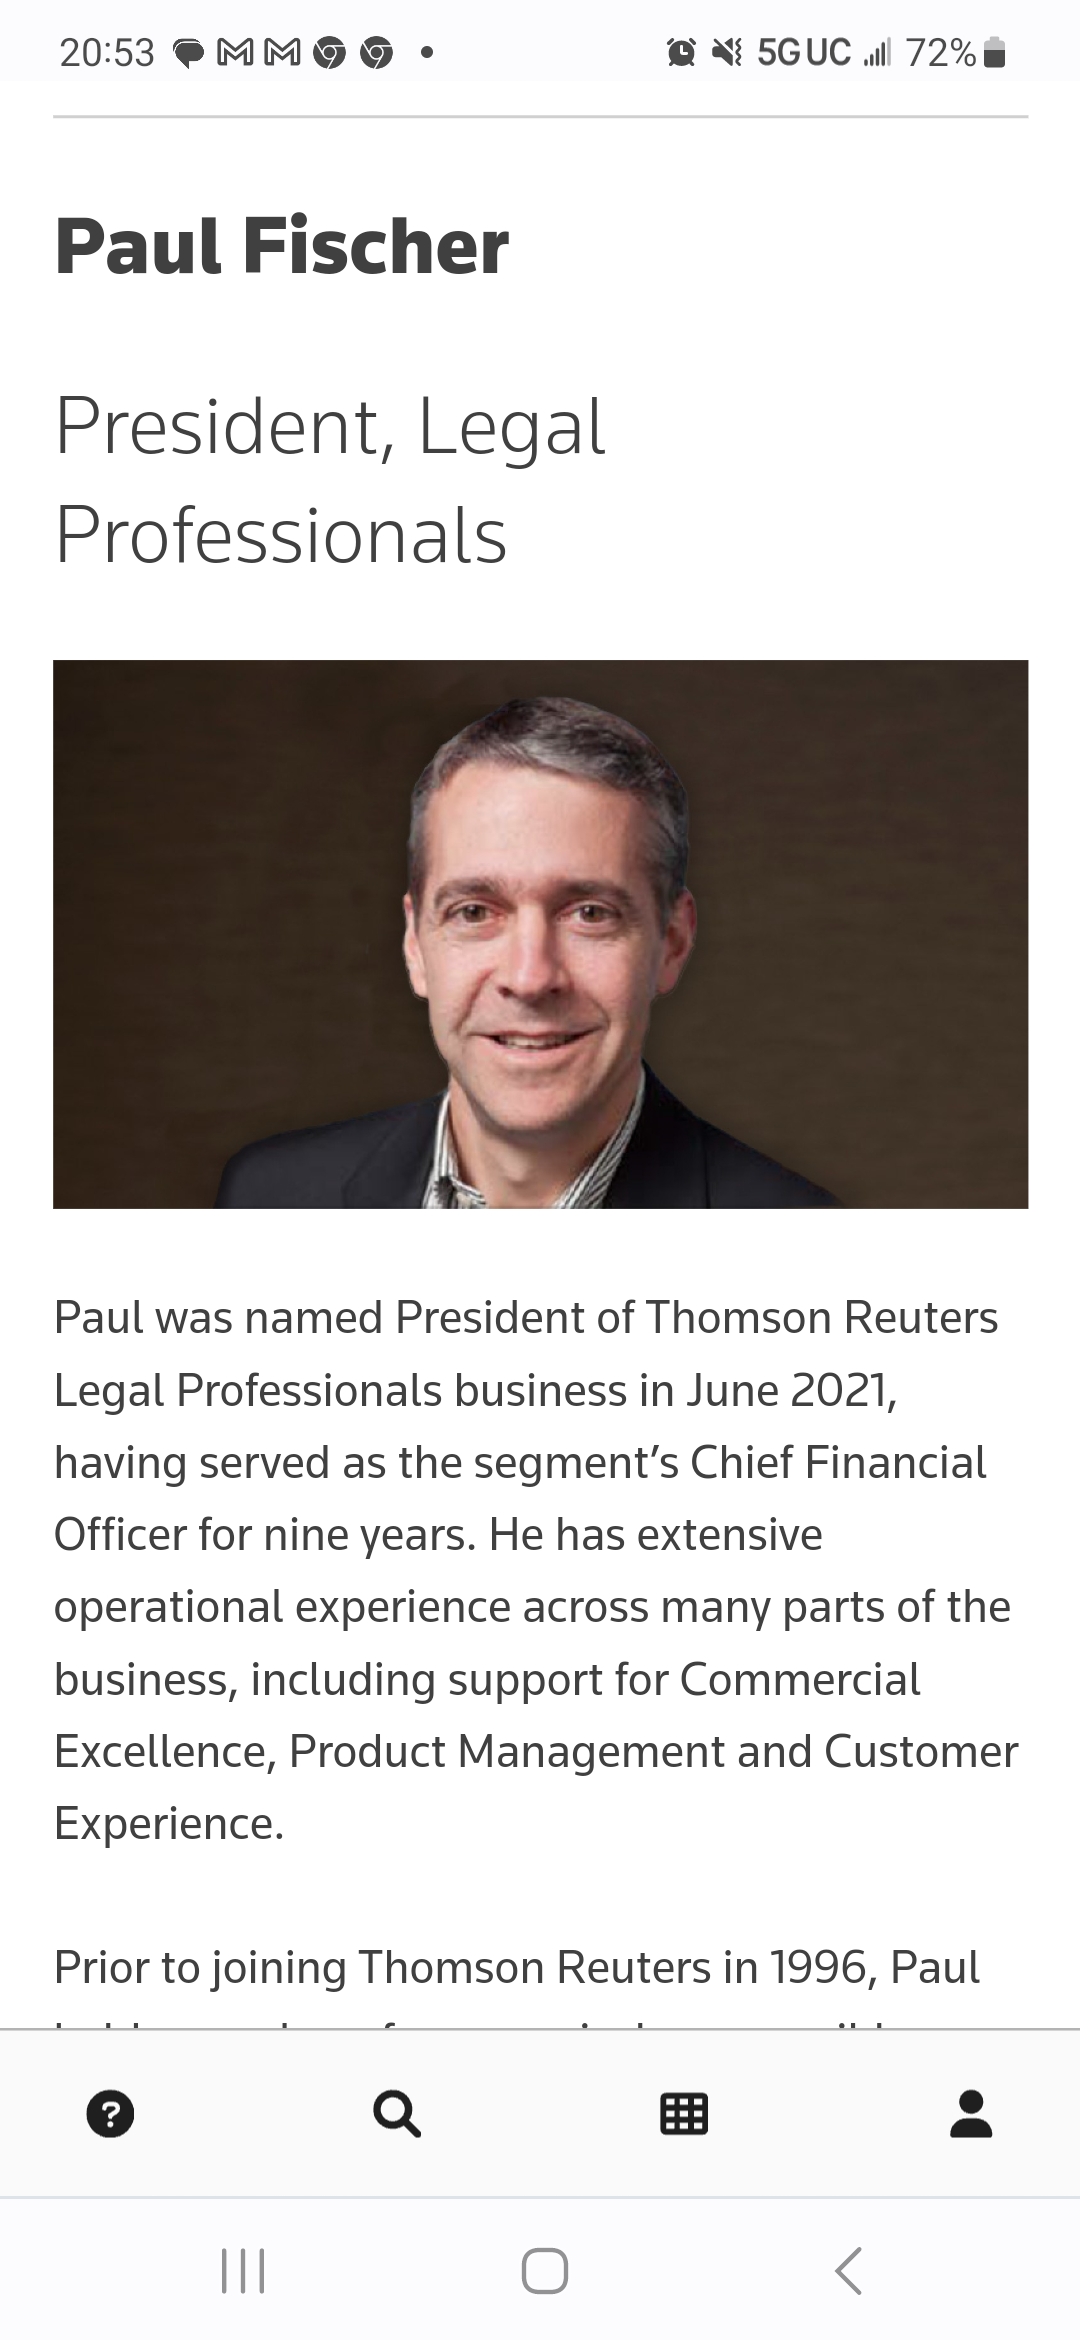 20:53
5G UC
72%
Paul Fischer
President, Legal
Professionals
Paul was named President of Thomson Reuters
Legal Professionals business in June 2021,
having served as the segment’s Chief Financial
Officer for nine years. He has extensive
operational experience across many parts of the
business, including support for Commercial
Excellence, Product Management and Customer
Experience.
Prior to joining Thomson Reuters in 1996, Paul